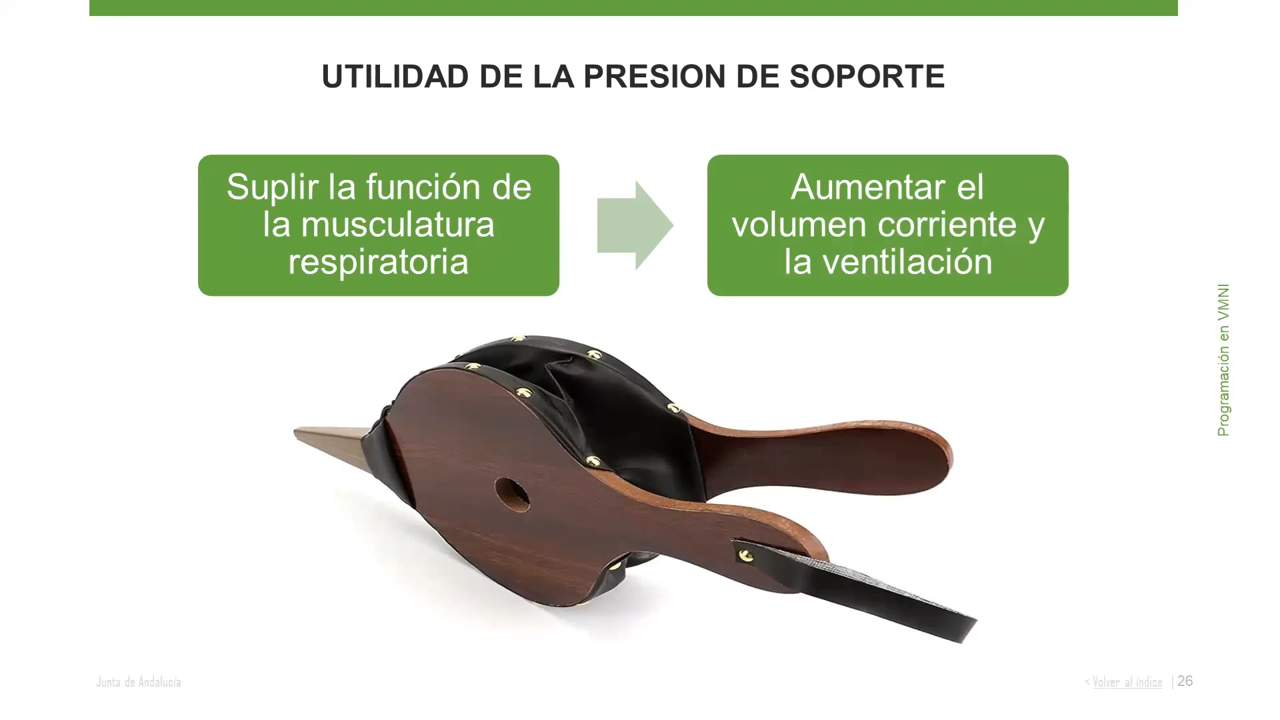 UTILIDAD DE LA PRESION DE SOPORTE
Suplir la función de
la musculatura
respiratoria
Aumentar el
volumen corriente y
la ventilación
Programación en VMNI
Junta de Andalucía
< Volver al índice | 26